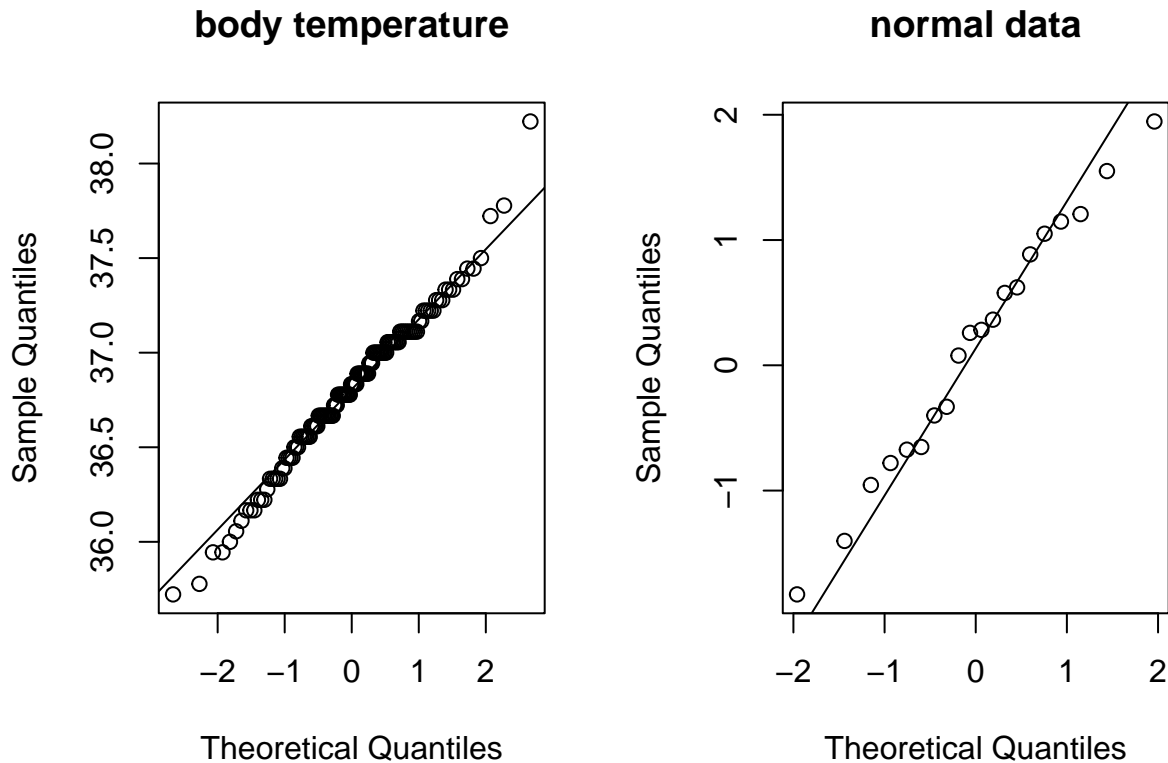 body temperature
Sample Quantiles
38.0
37.5
37.0
36.5
36.0
−2 −1 0 1 2
Theoretical Quantiles
normal data
Sample Quantiles
2
1
0
−1
−2 −1 0 1 2
Theoretical Quantiles